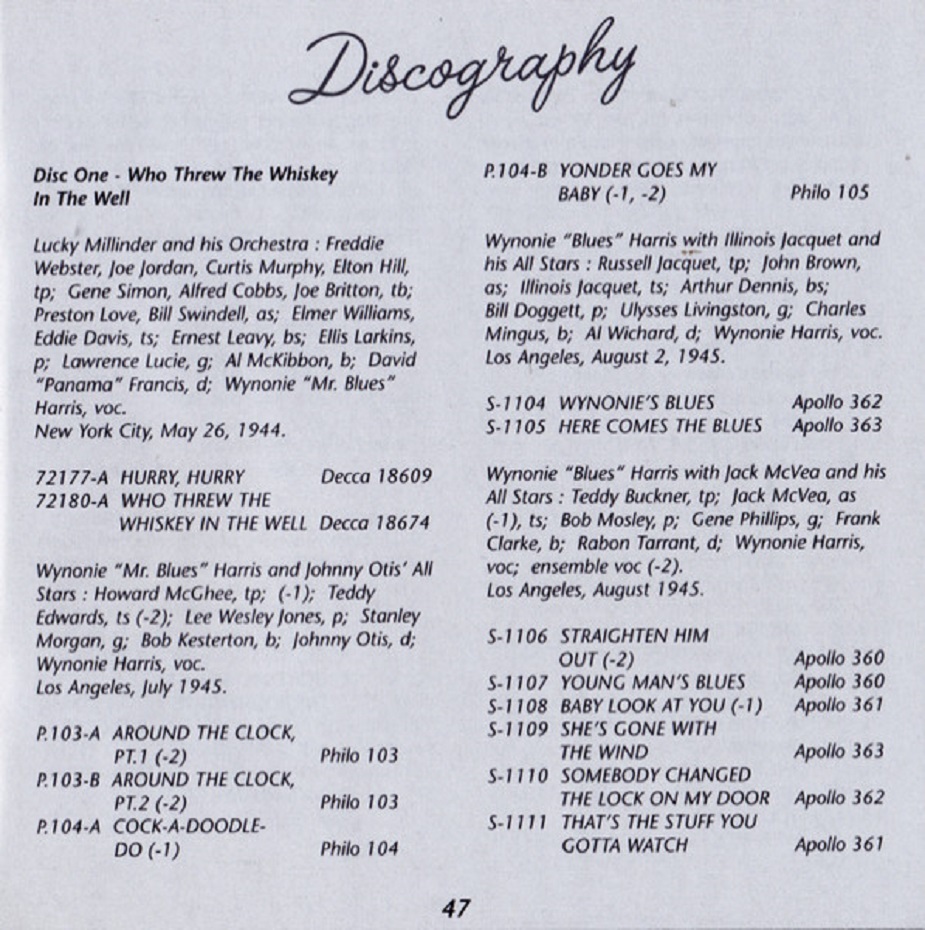 Discography
Disc One - Who Threw The Whiskey
In The Well
Lucky Millinder and his Orchestra : Freddie
Webster, Joe Jordan, Curtis Murphy, Elton Hill,
tp; Gene Simon, Alfred Cobbs, Joe Britton, tb;
Preston Love, Bill Swindell, as; Elmer Williams,
Eddie Davis, ts; Ernest Leavy, bs; Ellis Larkins,
p; Lawrence Lucie, g; Al McKibbon, b; David
"Panama" Francis, d; Wynonie "Mr. Blues"
Harris, voc.
New York City, May 26, 1944.
72177-A HURRY, HURRY Decca 18609
72180-A WHO THREW THE
WHISKEY IN THE WELL Decca 18674
Wynonie "Mr. Blues" Harris and Johnny Otis' All
Stars : Howard McGhee, tp; (-1); Teddy
Edwards, ts (-2); Lee Wesley Jones, p; Stanley
Morgan, g; Bob Kesterton, b; Johnny Otis, d;
Wynonie Harris, voc.
Los Angeles, July 1945.
P.103-A AROUND THE CLOCK,
PT.1 (-2) Philo 103
P.103-B AROUND THE CLOCK,
PT.2 (-2) Philo 103
P.104-A COCK-A-DOODLE-
DO (-1) Philo 104
P.104-B YONDER GOES MY
BABY (-1, -2) Philo 105
Wynonie "Blues" Harris with Illinois Jacquet and
his All Stars : Russell Jacquet, tp; John Brown,
as; Illinois Jacquet, ts; Arthur Dennis, bs;
Bill Doggett, p; Ulysses Livingston, g; Charles
Mingus, b; Al Wichard, d; Wynonie Harris, voc.
Los Angeles, August 2, 1945.
S-1104 WYNONIE'S BLUES Apollo 362
S-1105 HERE COMES THE BLUES Apollo 363
Wynonie "Blues" Harris with Jack McVea and his
All Stars : Teddy Buckner, tp; Jack McVea, as
(-1), ts; Bob Mosley, p; Gene Phillips, g; Frank
Clarke, b; Rabon Tarrant, d; Wynonie Harris,
voc; ensemble voc (-2).
Los Angeles, August 1945.
S-1106 STRAIGHTEN HIM
OUT (-2) Apollo 360
S-1107 YOUNG MAN'S BLUES Apollo 360
S-1108 BABY LOOK AT YOU (-1) Apollo 361
S-1109 SHE'S GONE WITH
THE WIND Apollo 363
S-1110 SOMEBODY CHANGED
THE LOCK ON MY DOOR Apollo 362
S-1111 THAT'S THE STUFF YOU
GOTTA WATCH Apollo 361
47